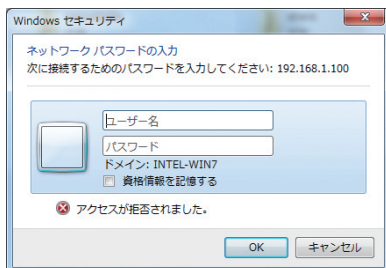 Windows セキュリティ
ネットワーク パスワードの入力
次に接続するためのパスワードを入力してください: 192.168.1.100
ユーザー名
パスワード
ドメイン: INTEL-WIN7
資格情報を記憶する
アクセスが拒否されました。
OK キャンセル